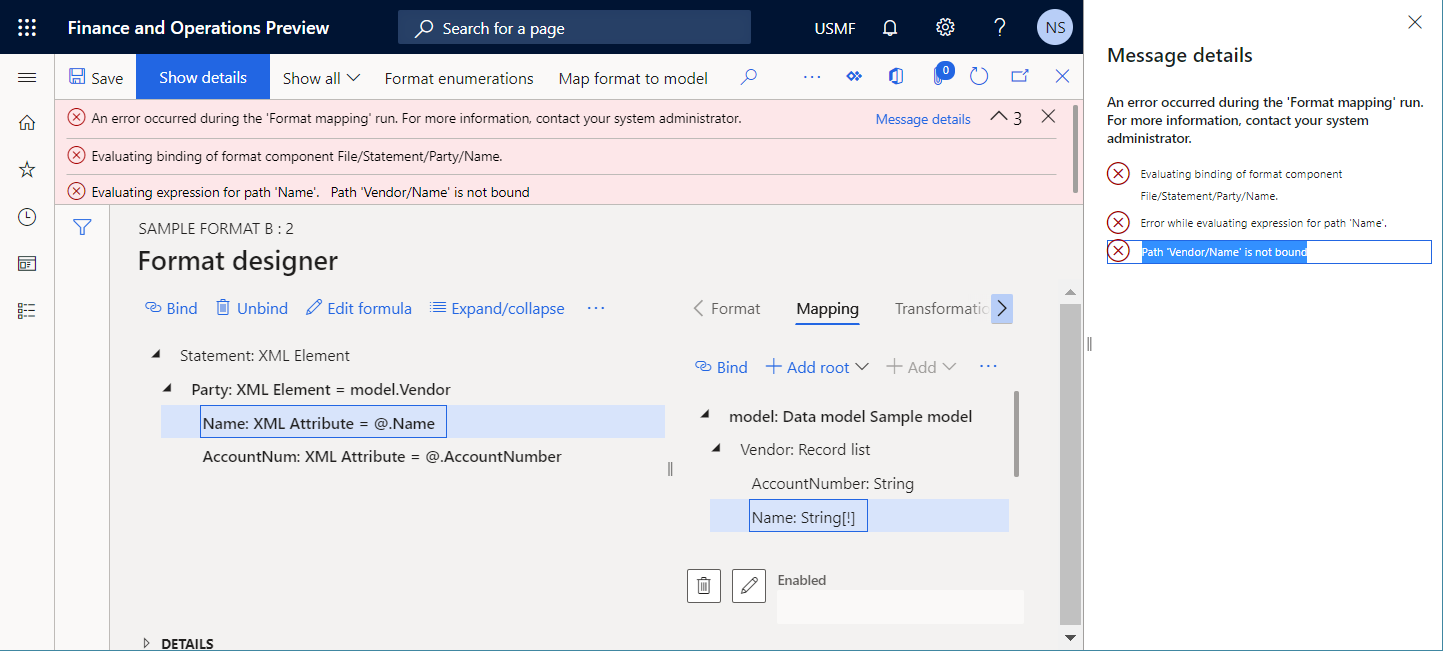 Finance and Operations Preview
Search for a page
USMF
NS
Save
Show details
Show all
Format enumerations
Map format to model
0
An error occurred during the 'Format mapping' run. For more information, contact your system administrator.
Message details
3
Evaluating binding of format component File/Statement/Party/Name.
Evaluating expression for path 'Name'. Path 'Vendor/Name' is not bound
SAMPLE FORMAT B : 2
Format designer
Bind
Unbind
Edit formula
Expand/collapse
Statement: XML Element
Party: XML Element = model.Vendor
Name: XML Attribute = @.Name
AccountNum: XML Attribute = @.AccountNumber
DETAILS
Format
Mapping
Transformatic
Bind
Add root
Add
model: Data model Sample model
Vendor: Record list
AccountNumber: String
Name: String[!]
Enabled
Message details
An error occurred during the 'Format mapping' run.
For more information, contact your system
administrator.
Evaluating binding of format component
File/Statement/Party/Name.
Error while evaluating expression for path 'Name'.
Path 'Vendor/Name' is not bound